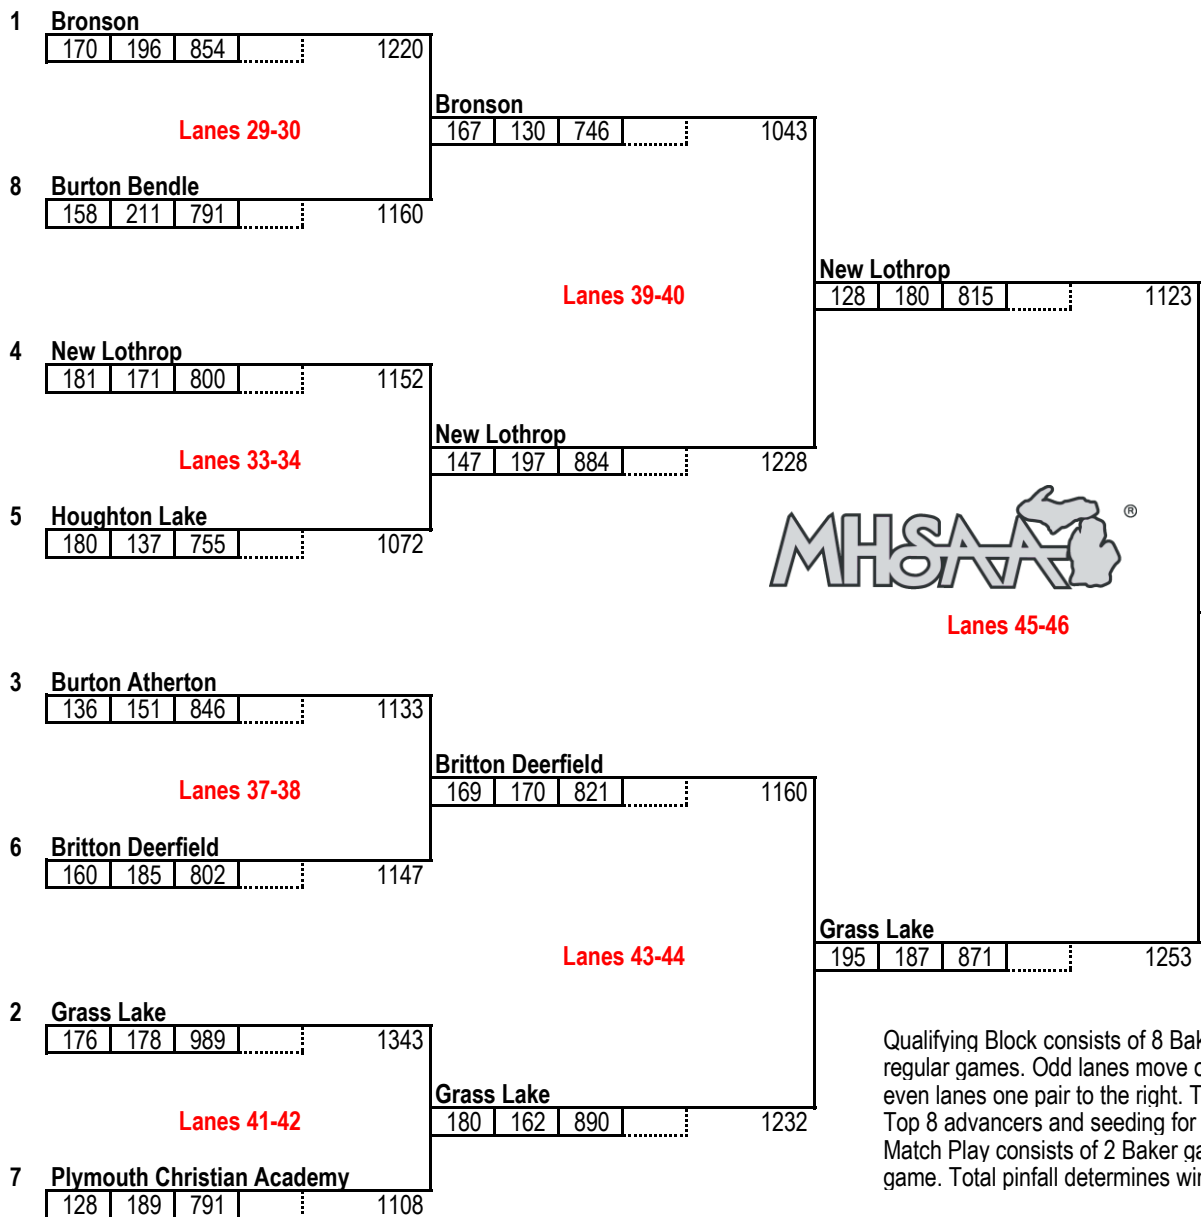 1 Bronson
170 196 854 1220
Bronson
Lanes 29-30
167 130 746 1043
8 Burton Bendle
158 211 791 1160
New Lothrop
Lanes 39-40
128 180 815 1123
4 New Lothrop
181 171 800 1152
New Lothrop
Lanes 33-34
147 197 884 1228
5 Houghton Lake
180 137 755 1072
MHSAA ®
Lanes 45-46
3 Burton Atherton
136 151 846 1133
Britton Deerfield
Lanes 37-38
169 170 821 1160
6 Britton Deerfield
160 185 802 1147
Grass Lake
Lanes 43-44
195 187 871 1253
2 Grass Lake
176 178 989 1343
Grass Lake
Lanes 41-42
180 162 890 1232
7 Plymouth Christian Academy
128 189 791 1108
Qualifying Block consists of 8 Bak
regular games. Odd lanes move
even lanes one pair to the right. T
Top 8 advancers and seeding for
Match Play consists of 2 Baker ga
game. Total pinfall determines win